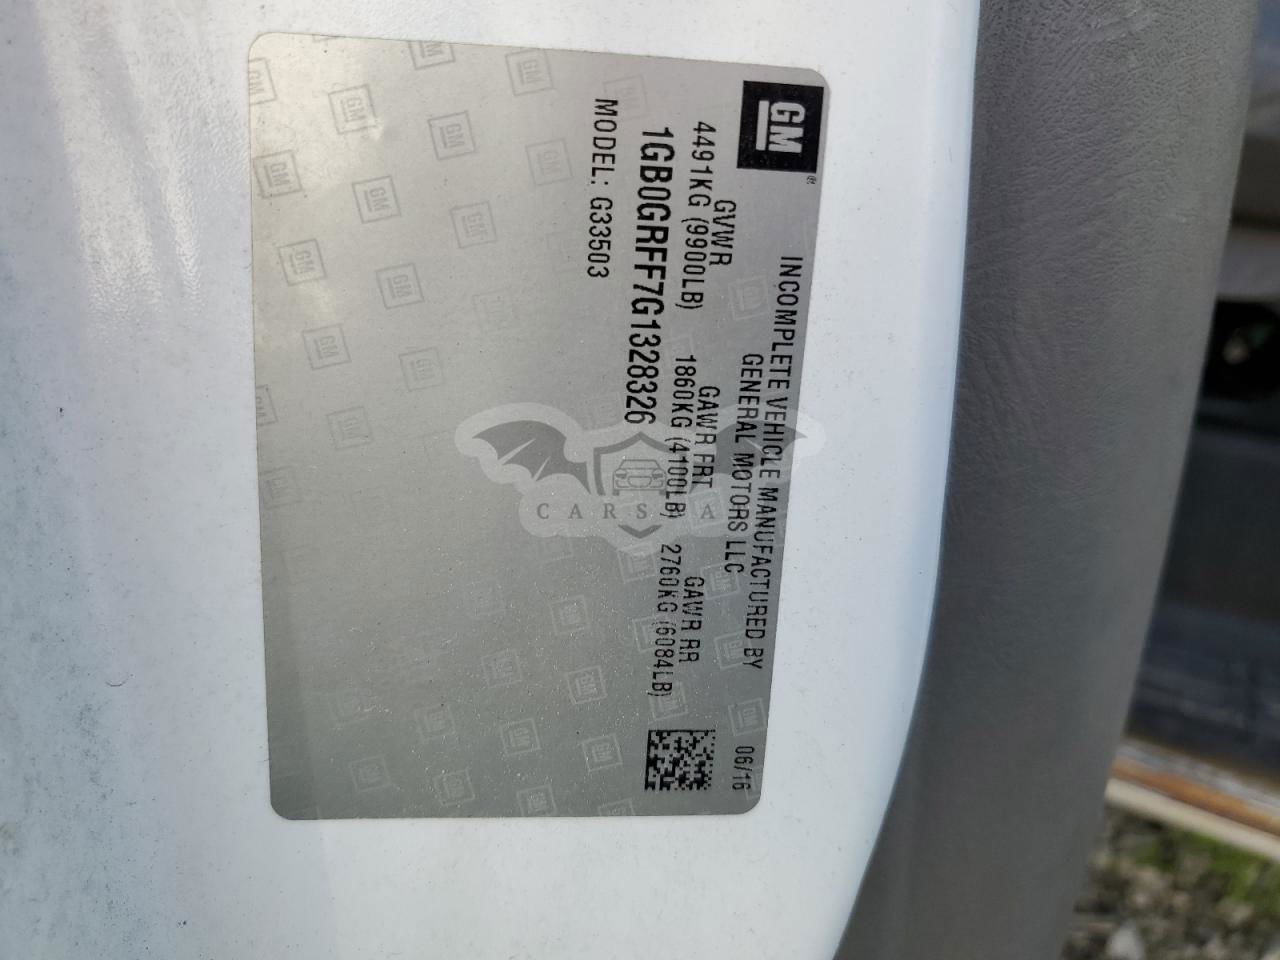 GM
INCOMPLETE VEHICLE MANUFACTURED BY
GENERAL MOTORS LLC
06/16
GVWR GAWR FRT GAWR RR
4491KG (9900LB) 1860KG (4100LB) 2760KG (6084LB)
1GB0GRFF7G1328326
MODEL: G33503